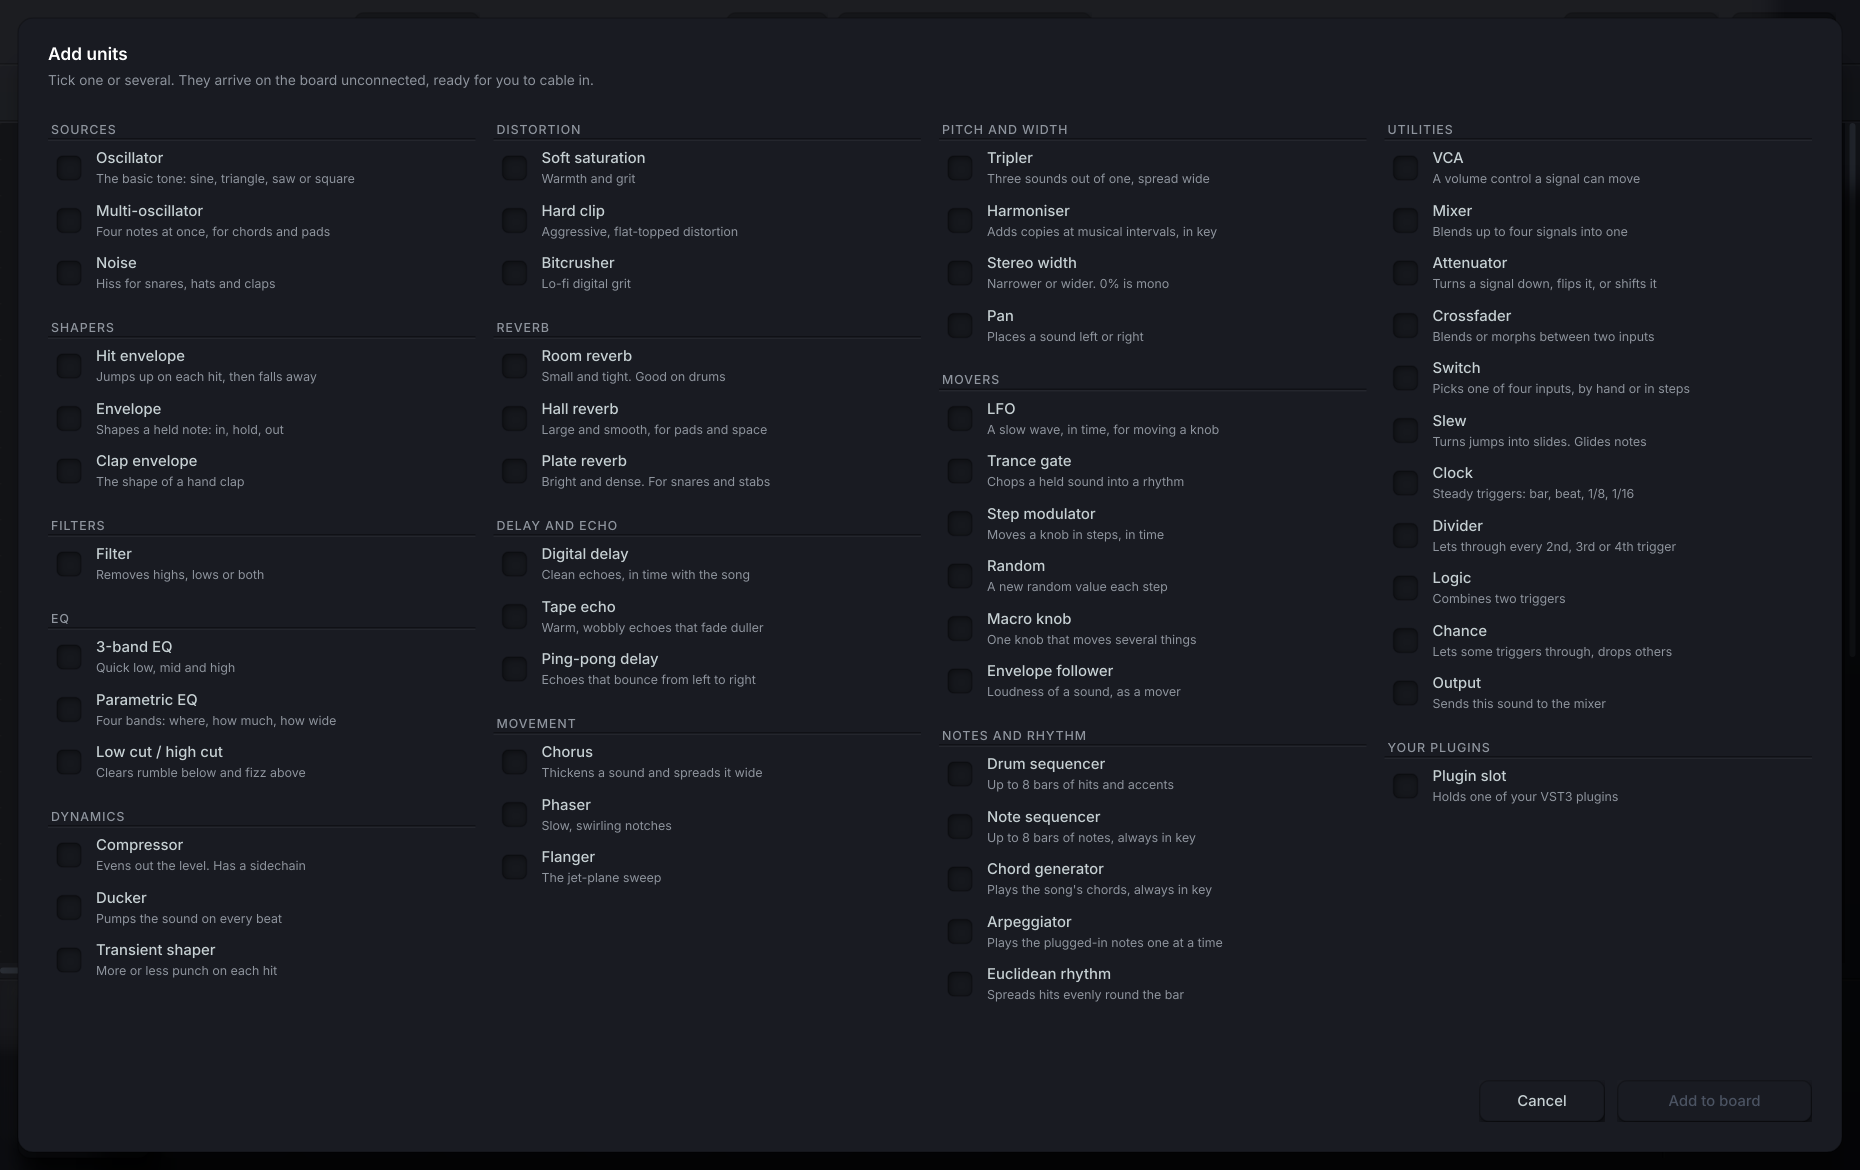 Add units
Tick one or several. They arrive on the board unconnected, ready for you to cable in.
SOURCES
Oscillator
The basic tone: sine, triangle, saw or square
Multi-oscillator
Four notes at once, for chords and pads
Noise
Hiss for snares, hats and claps
SHAPERS
Hit envelope
Jumps up on each hit, then falls away
Envelope
Shapes a held note: in, hold, out
Clap envelope
The shape of a hand clap
FILTERS
Filter
Removes highs, lows or both
EQ
3-band EQ
Quick low, mid and high
Parametric EQ
Four bands: where, how much, how wide
Low cut / high cut
Clears rumble below and fizz above
DYNAMICS
Compressor
Evens out the level. Has a sidechain
Ducker
Pumps the sound on every beat
Transient shaper
More or less punch on each hit
DISTORTION
Soft saturation
Warmth and grit
Hard clip
Aggressive, flat-topped distortion
Bitcrusher
Lo-fi digital grit
REVERB
Room reverb
Small and tight. Good on drums
Hall reverb
Large and smooth, for pads and space
Plate reverb
Bright and dense. For snares and stabs
DELAY AND ECHO
Digital delay
Clean echoes, in time with the song
Tape echo
Warm, wobbly echoes that fade duller
Ping-pong delay
Echoes that bounce from left to right
MOVEMENT
Chorus
Thickens a sound and spreads it wide
Phaser
Slow, swirling notches
Flanger
The jet-plane sweep
PITCH AND WIDTH
Tripler
Three sounds out of one, spread wide
Harmoniser
Adds copies at musical intervals, in key
Stereo width
Narrower or wider. 0% is mono
Pan
Places a sound left or right
MOVERS
LFO
A slow wave, in time, for moving a knob
Trance gate
Chops a held sound into a rhythm
Step modulator
Moves a knob in steps, in time
Random
A new random value each step
Macro knob
One knob that moves several things
Envelope follower
Loudness of a sound, as a mover
NOTES AND RHYTHM
Drum sequencer
Up to 8 bars of hits and accents
Note sequencer
Up to 8 bars of notes, always in key
Chord generator
Plays the song's chords, always in key
Arpeggiator
Plays the plugged-in notes one at a time
Euclidean rhythm
Spreads hits evenly round the bar
UTILITIES
VCA
A volume control a signal can move
Mixer
Blends up to four signals into one
Attenuator
Turns a signal down, flips it, or shifts it
Crossfader
Blends or morphs between two inputs
Switch
Picks one of four inputs, by hand or in steps
Slew
Turns jumps into slides. Glides notes
Clock
Steady triggers: bar, beat, 1/8, 1/16
Divider
Lets through every 2nd, 3rd or 4th trigger
Logic
Combines two triggers
Chance
Lets some triggers through, drops others
Output
Sends this sound to the mixer
YOUR PLUGINS
Plugin slot
Holds one of your VST3 plugins
Cancel
Add to board